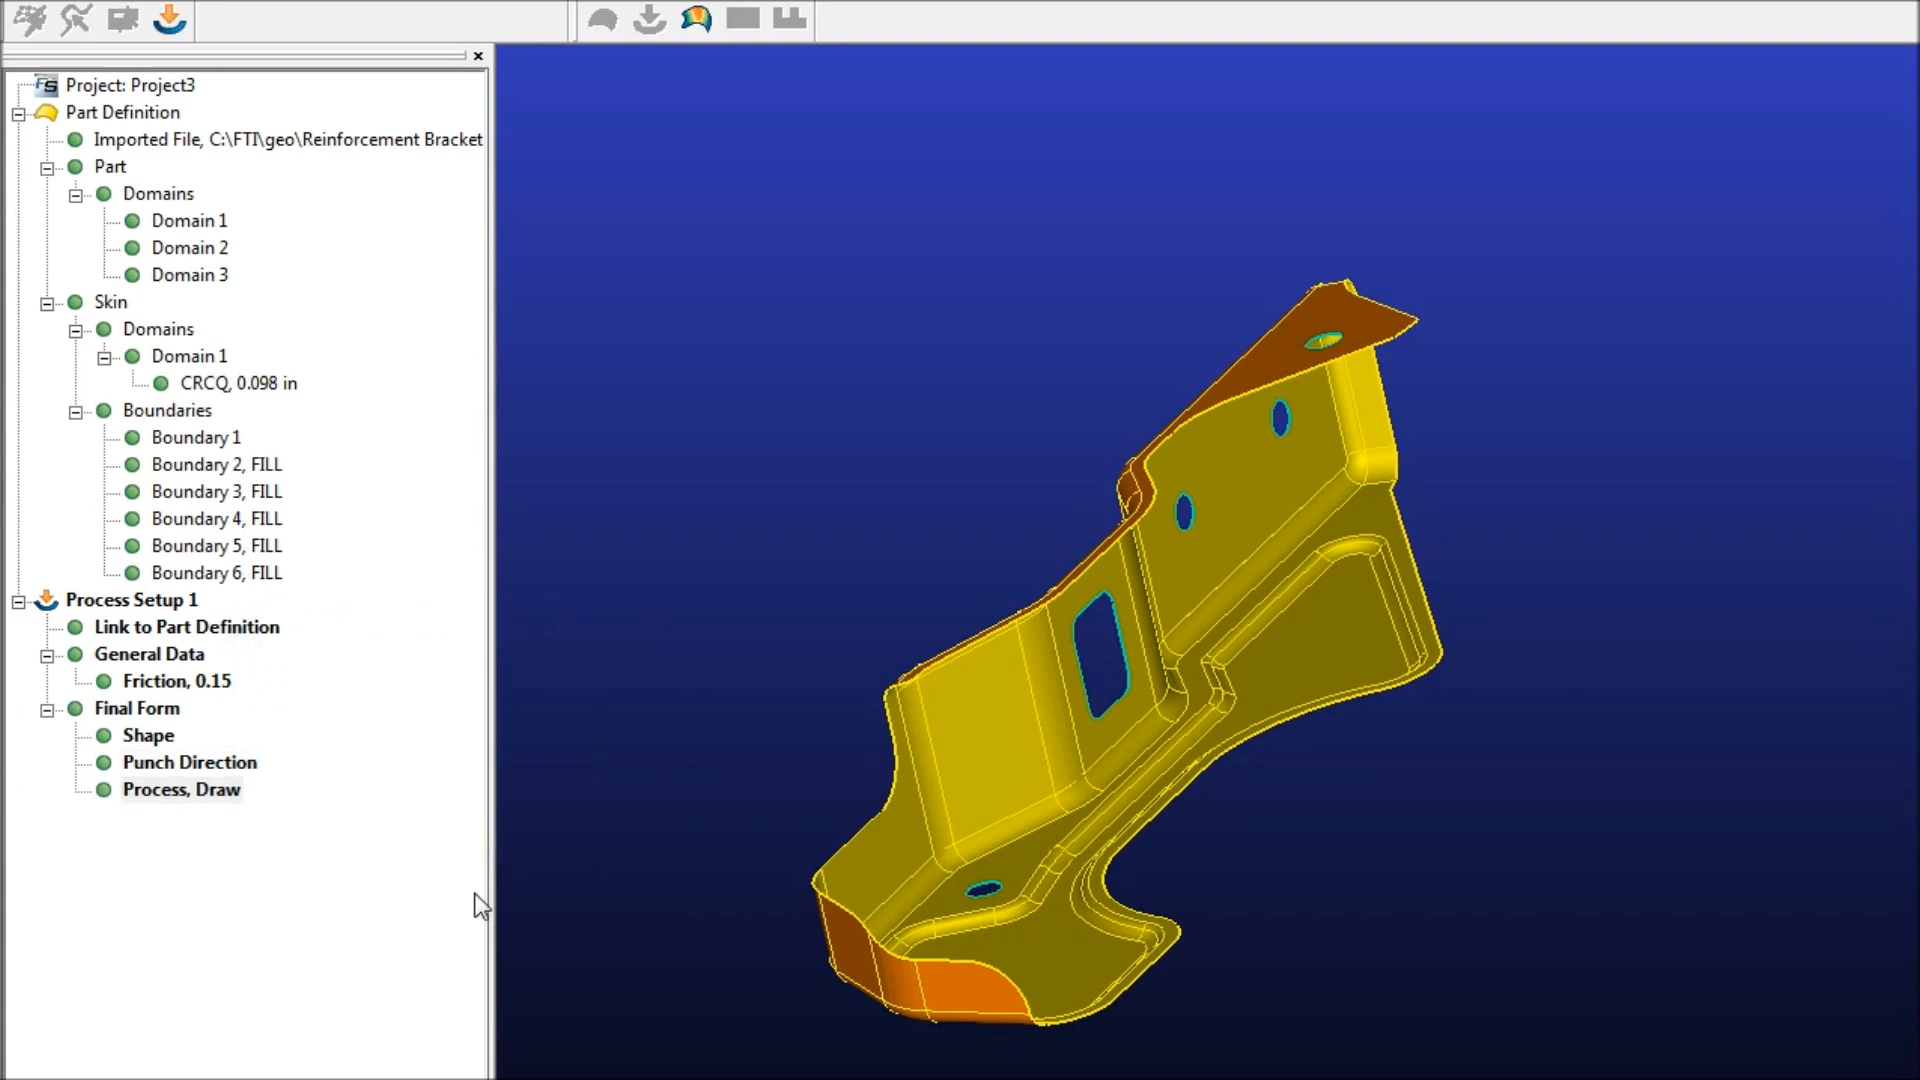 FS Project: Project3
Part Definition
Imported File, C:\FTI\geo\Reinforcement Bracket
Part
Domains
Domain 1
Domain 2
Domain 3
Skin
Domains
Domain 1
CRCQ, 0.098 in
Boundaries
Boundary 1
Boundary 2, FILL
Boundary 3, FILL
Boundary 4, FILL
Boundary 5, FILL
Boundary 6, FILL
Process Setup 1
Link to Part Definition
General Data
Friction, 0.15
Final Form
Shape
Punch Direction
Process, Draw